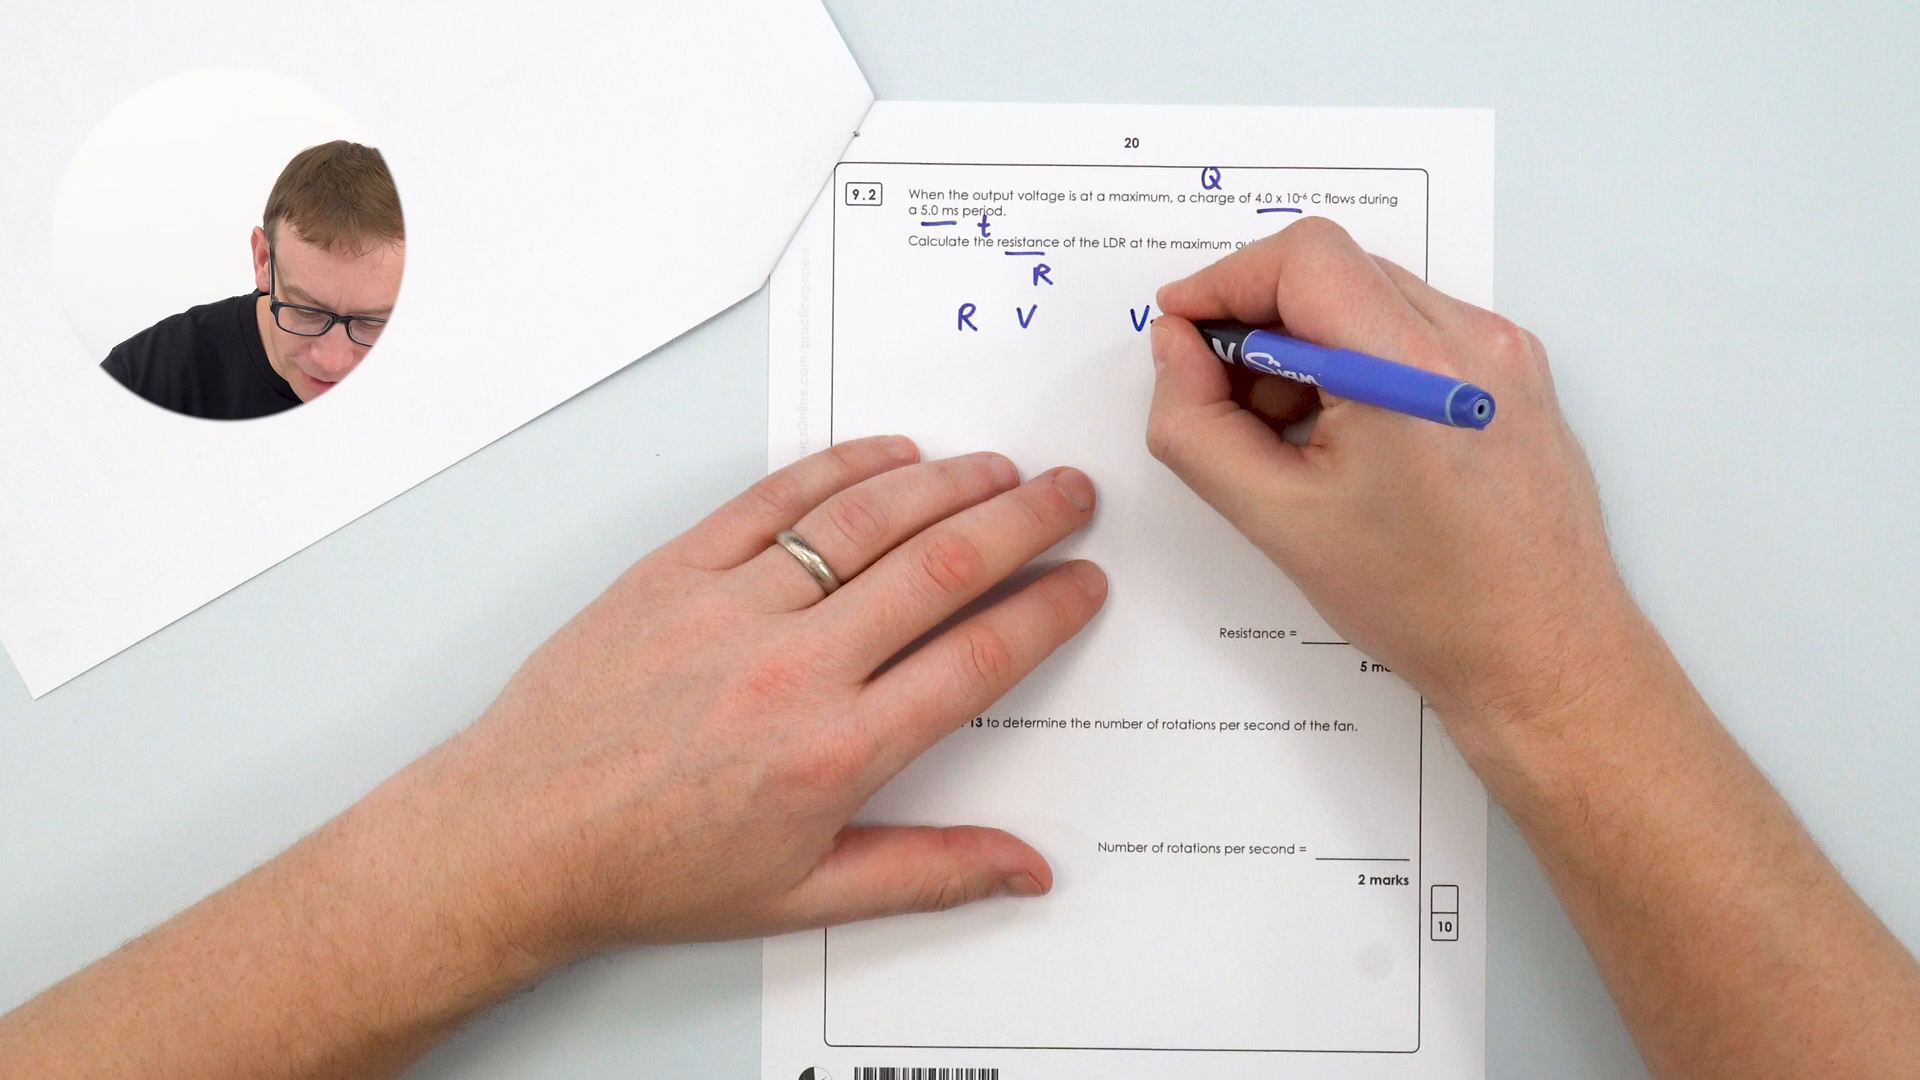 20
Q
9.2
When the output voltage is at a maximum, a charge of 4.0 x 10⁻⁶ C flows during
a 5.0 ms period.
t
Calculate the resistance of the LDR at the maximum
R
R V V
Resistance =
5
13 to determine the number of rotations per second of the fan.
Number of rotations per second =
2 marks
10